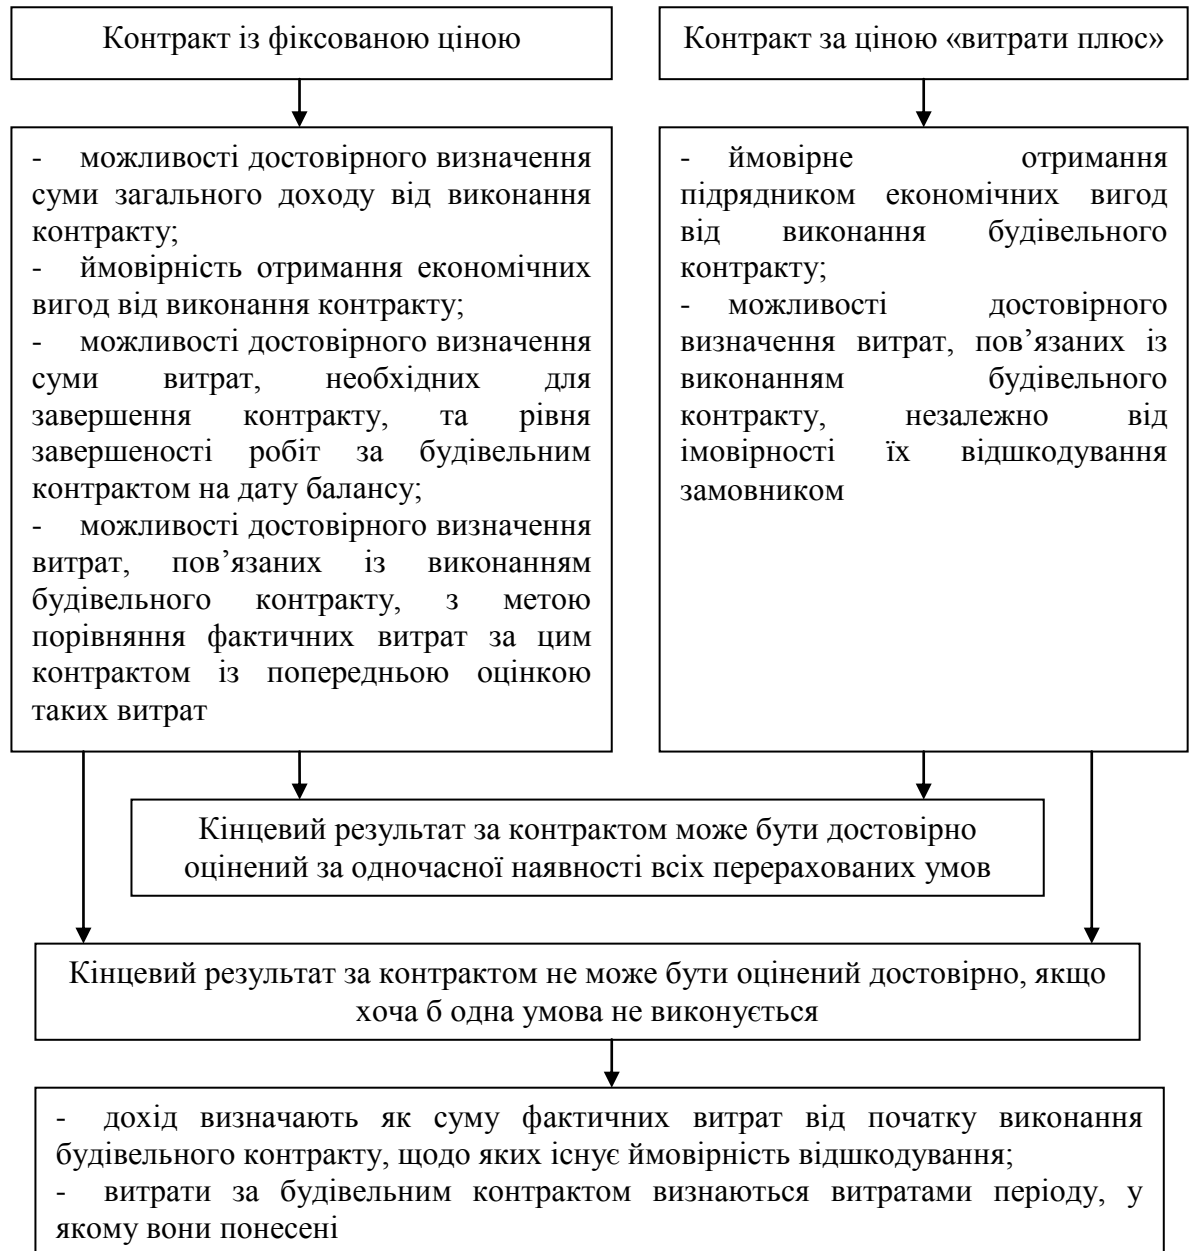 Контракт із фіксованою ціною
Контракт за ціною «витрати плюс»
- можливості достовірного визначення
суми загального доходу від виконання
контракту;
- ймовірність отримання економічних
вигод від виконання контракту;
- можливості достовірного визначення
суми витрат, необхідних для
завершення контракту, та рівня
завершеності робіт за будівельним
контрактом на дату балансу;
- можливості достовірного визначення
витрат, пов’язаних із виконанням
будівельного контракту, з метою
порівняння фактичних витрат за цим
контрактом із попередньою оцінкою
таких витрат
- ймовірне отримання
підрядником економічних вигод
від виконання будівельного
контракту;
- можливості достовірного
визначення витрат, пов’язаних із
виконанням будівельного
контракту, незалежно від
імовірності їх відшкодування
замовником
Кінцевий результат за контрактом може бути достовірно
оцінений за одночасної наявності всіх перерахованих умов
Кінцевий результат за контрактом не може бути оцінений достовірно, якщо
хоча б одна умова не виконується
- дохід визначають як суму фактичних витрат від початку виконання
будівельного контракту, щодо яких існує ймовірність відшкодування;
- витрати за будівельним контрактом визнаються витратами періоду, у
якому вони понесені